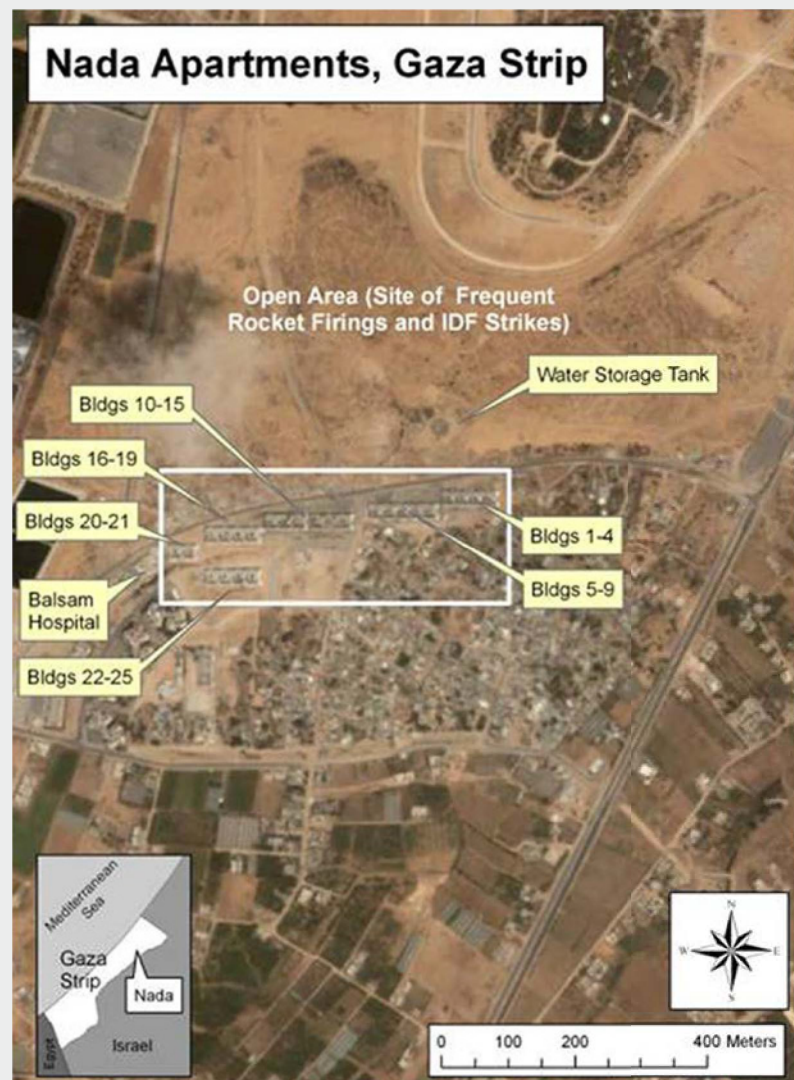 Nada Apartments, Gaza Strip
Open Area (Site of Frequent
Rocket Firings and IDF Strikes)
Water Storage Tank
Bldgs 10-15
Bldgs 16-19
Bldgs 20-21
Bldgs 1-4
Bldgs 5-9
Balsam
Hospital
Bldgs 22-25
Mediterranean
Sea
Gaza
Strip
Nada
Egypt
Israel
N
W
E
S
0 100 200 400 Meters